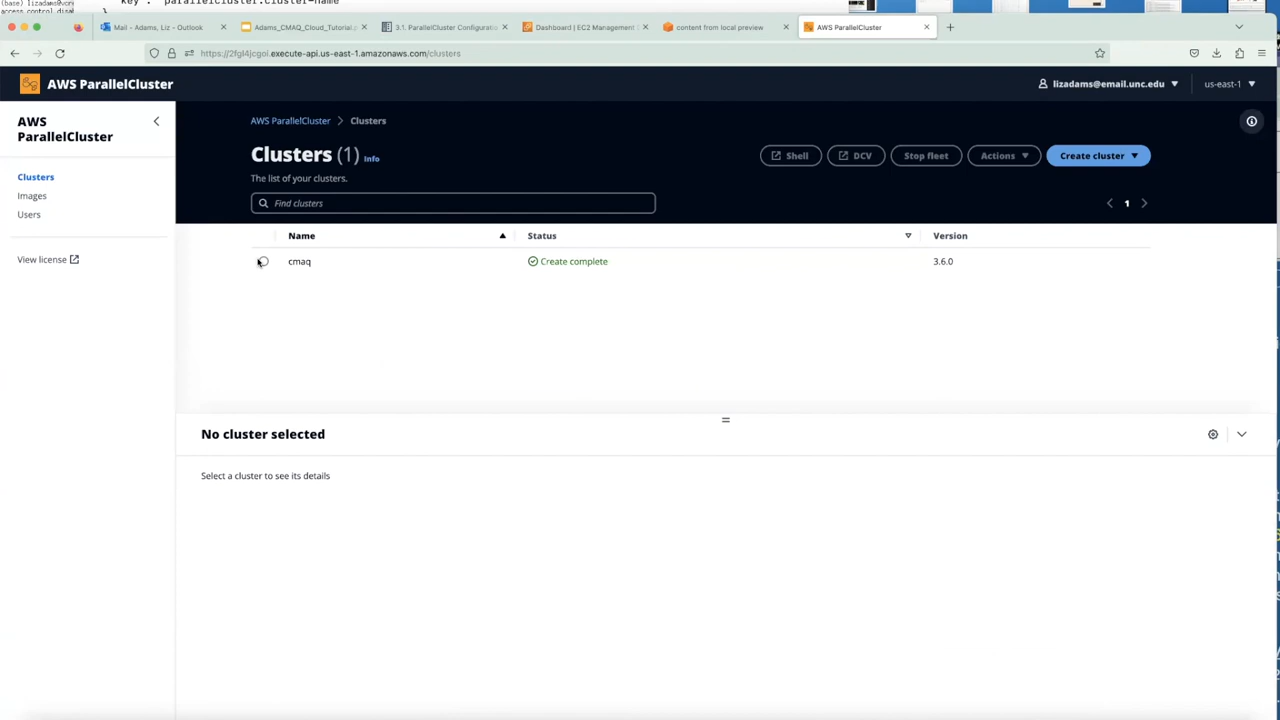 (base) lizadams@vor
key : parallelcluster:cluster-name
Mail – Adams, Liz – Outlook
Adams_CMAQ_Cloud_Tutorial.
3.1. ParallelCluster Configurati
Dashboard | EC2 Management
content from local preview
AWS ParallelCluster
https://2fgl4jcgol.execute-api.us-east-1.amazonaws.com/clusters
AWS ParallelCluster
lizadams@email.unc.edu
us-east-1
AWS
ParallelCluster
Clusters
Images
Users
View license
AWS ParallelCluster > Clusters
Clusters (1) Info
The list of your clusters.
Shell
DCV
Stop fleet
Actions
Create cluster
Find clusters
1
Name
Status
Version
cmaq
Create complete
3.6.0
No cluster selected
Select a cluster to see its details